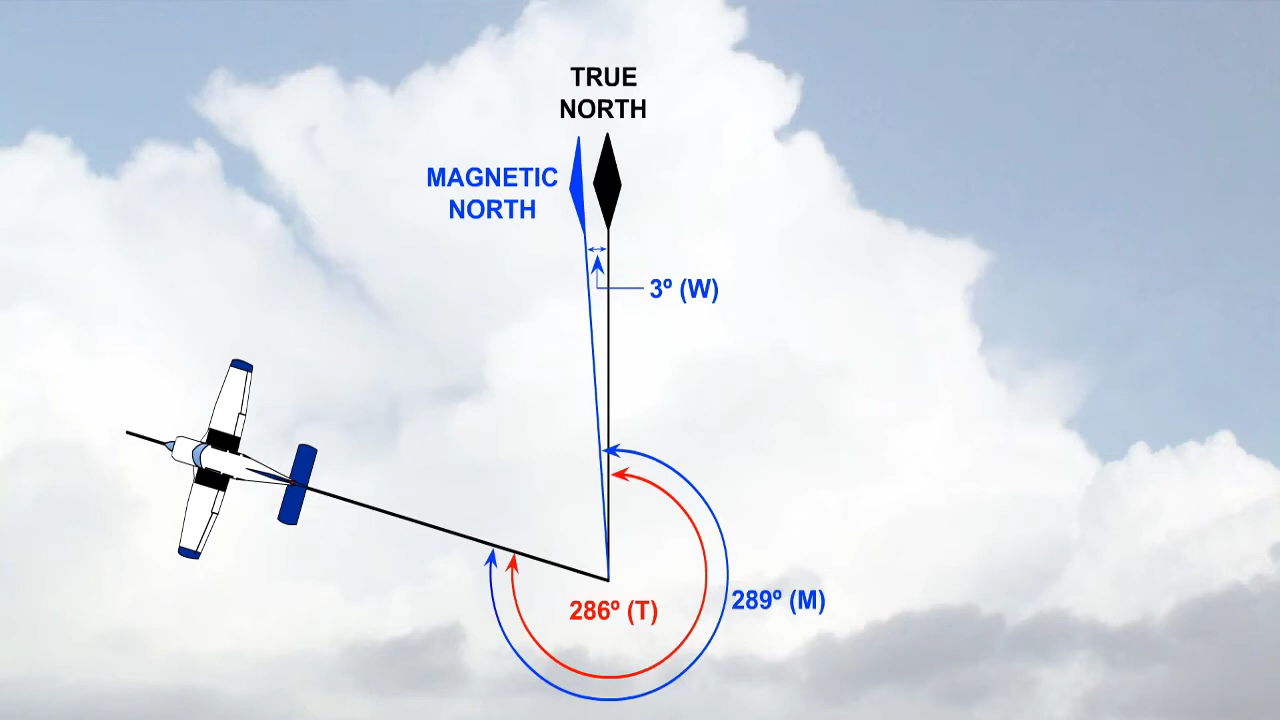 TRUE
NORTH
MAGNETIC
NORTH
3º (W)
286º (T)
289º (M)